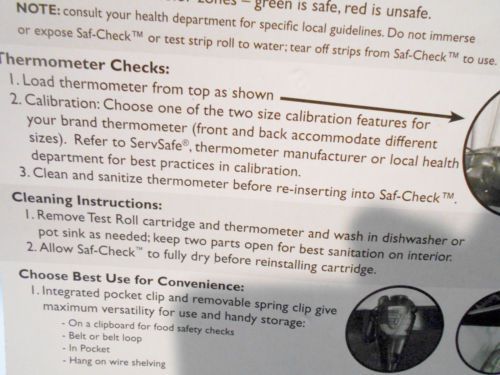 zones – green is safe, red is unsafe.
NOTE: consult your health department for specific local guidelines. Do not immerse
or expose Saf-Check™ or test strip roll to water; tear off strips from Saf-Check™ to use.
Thermometer Checks:
1. Load thermometer from top as shown
2. Calibration: Choose one of the two size calibration features for
your brand thermometer (front and back accommodate different
sizes). Refer to ServSafe®, thermometer manufacturer or local health
department for best practices in calibration.
3. Clean and sanitize thermometer before re-inserting into Saf-Check™.
Cleaning Instructions:
1. Remove Test Roll cartridge and thermometer and wash in dishwasher or
pot sink as needed; keep two parts open for best sanitation on interior.
2. Allow Saf-Check™ to fully dry before reinstalling cartridge.
Choose Best Use for Convenience:
1. Integrated pocket clip and removable spring clip give
maximum versatility for use and handy storage:
- On a clipboard for food safety checks
- Belt or belt loop
- In Pocket
- Hang on wire shelving